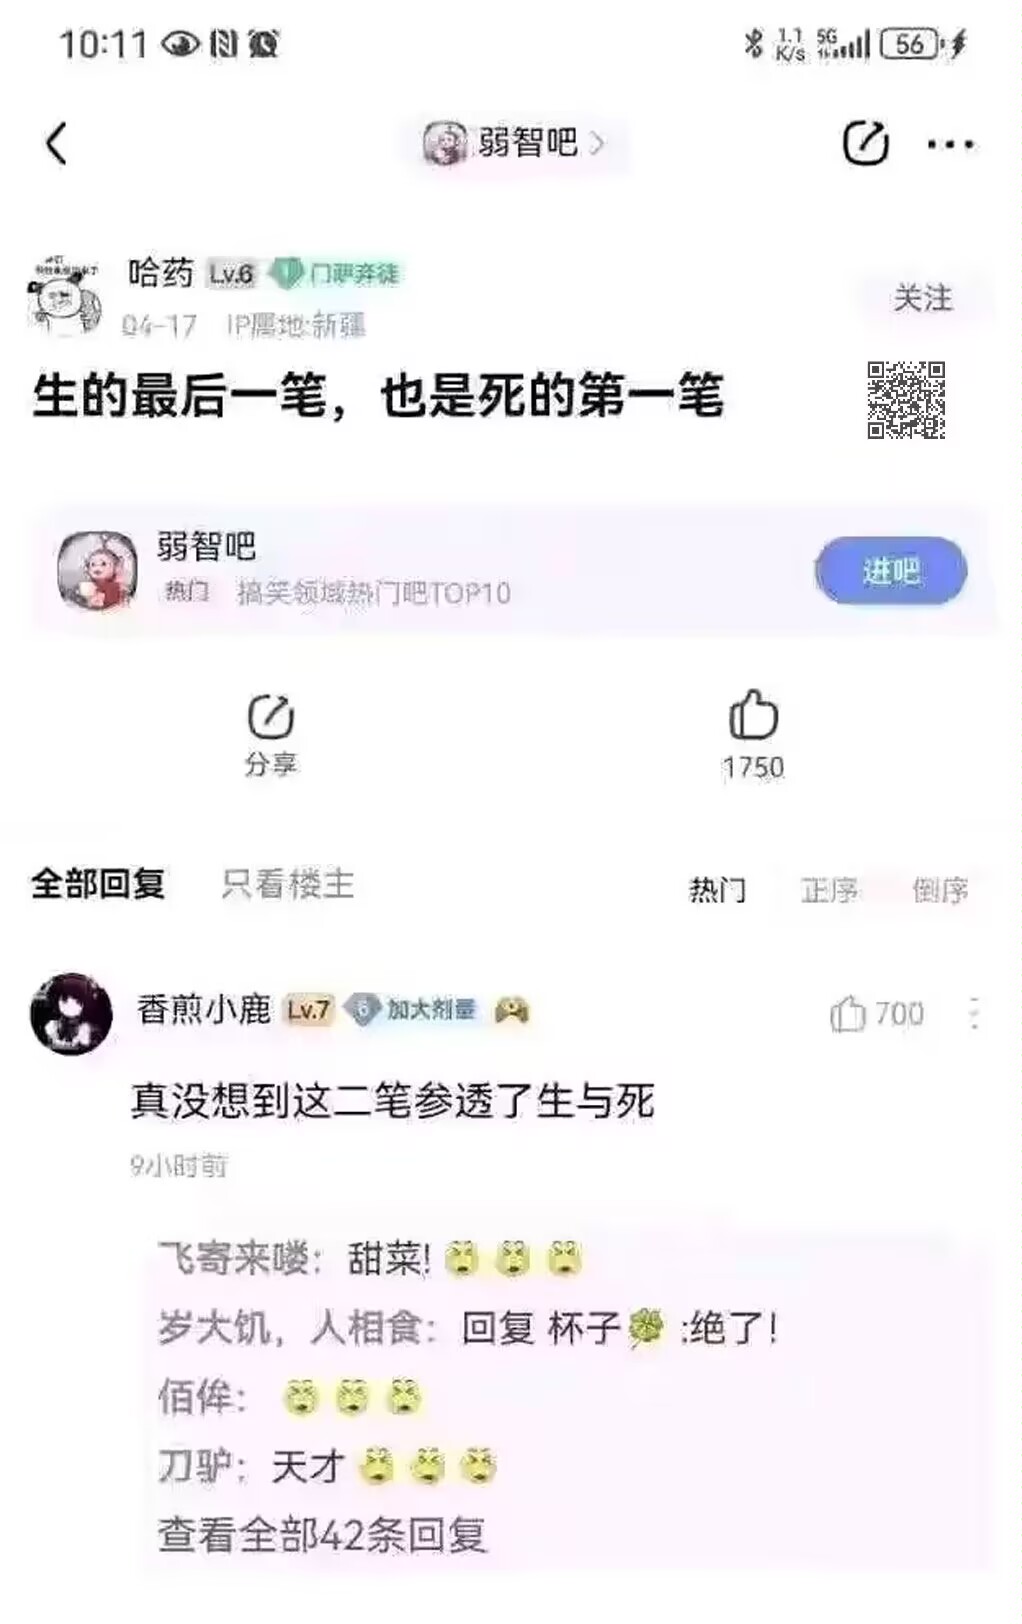 10:11 1.1 K/s 5G 56
弱智吧
哈药 Lv.6 门萨弃徒
04-17 IP属地:新疆
关注
生的最后一笔，也是死的第一笔
弱智吧
热门 搞笑领域热门吧TOP10
进吧
分享
1750
全部回复 只看楼主 热门 正序 倒序
香煎小鹿 Lv.7 6 加大剂量 700
真没想到这二笔参透了生与死
9小时前
飞寄来喽：甜菜!
岁大饥，人相食：回复 杯子 :绝了!
佰侔：
刀驴：天才
查看全部42条回复